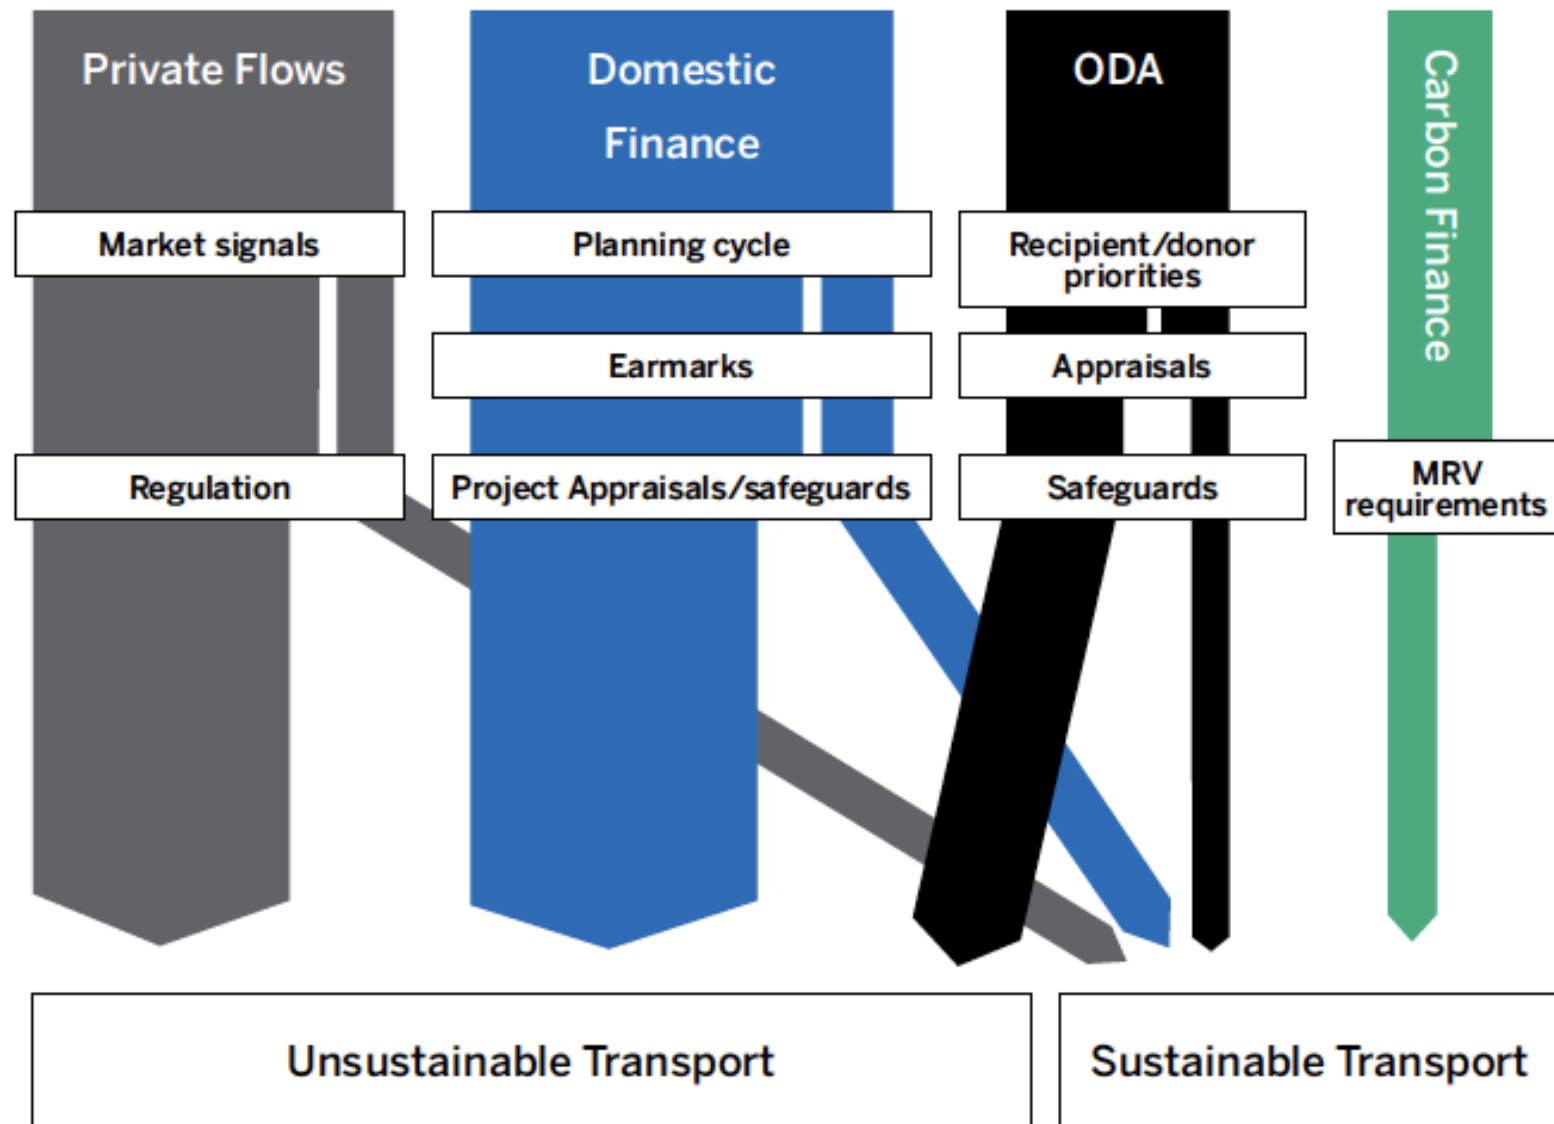 Private Flows
Domestic
Finance
ODA
Carbon Finance
Market signals
Planning cycle
Recipient/donor
priorities
Earmarks
Appraisals
Regulation
Project Appraisals/safeguards
Safeguards
MRV
requirements
Unsustainable Transport
Sustainable Transport